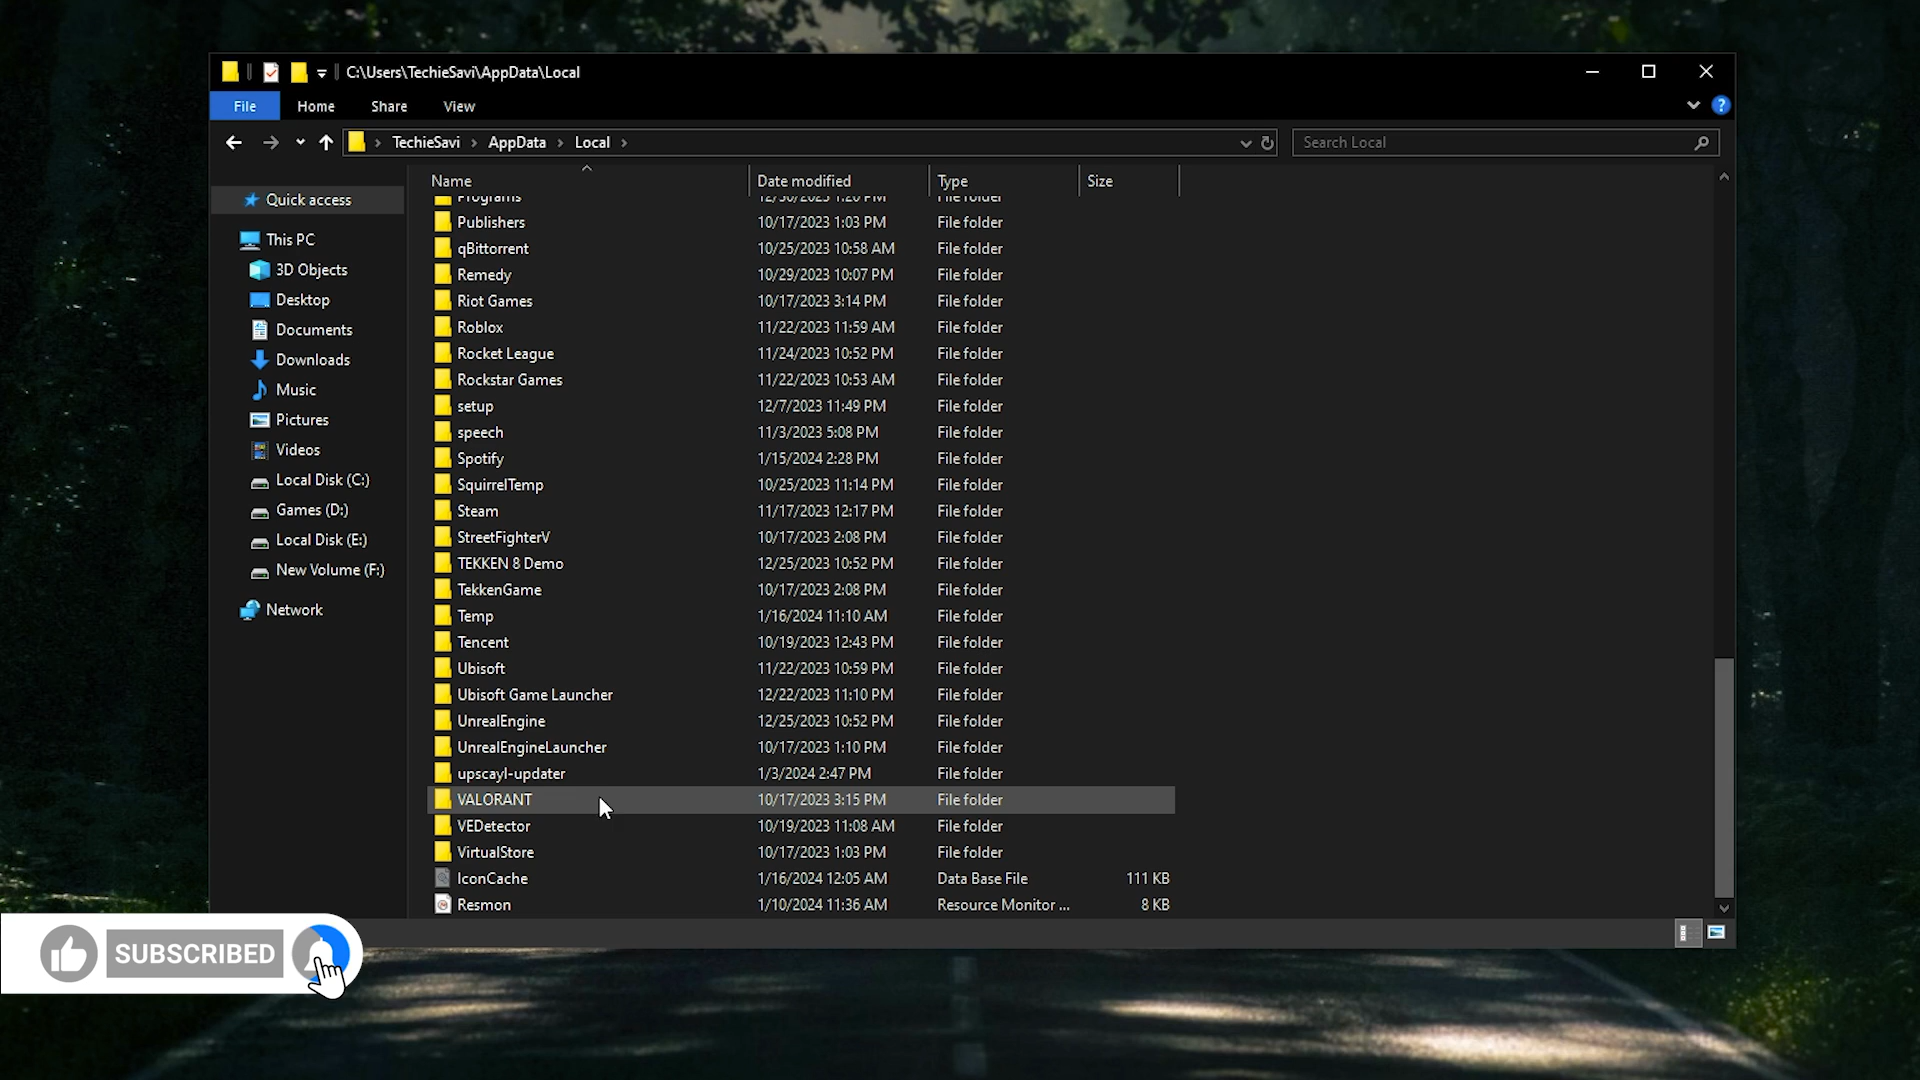 C:\Users\TechieSavi\AppData\Local
File Home Share View
TechieSavi AppData Local Search Local
Name Date modified Type Size
Quick access
This PC
3D Objects
Desktop
Documents
Downloads
Music
Pictures
Videos
Local Disk (C:)
Games (D:)
Local Disk (E:)
New Volume (F:)
Network
Programs 12/30/2023 1:20 PM File folder
Publishers 10/17/2023 1:03 PM File folder
qBittorrent 10/25/2023 10:58 AM File folder
Remedy 10/29/2023 10:07 PM File folder
Riot Games 10/17/2023 3:14 PM File folder
Roblox 11/22/2023 11:59 AM File folder
Rocket League 11/24/2023 10:52 PM File folder
Rockstar Games 11/22/2023 10:53 AM File folder
setup 12/7/2023 11:49 PM File folder
speech 11/3/2023 5:08 PM File folder
Spotify 1/15/2024 2:28 PM File folder
SquirrelTemp 10/25/2023 11:14 PM File folder
Steam 11/17/2023 12:17 PM File folder
StreetFighterV 10/17/2023 2:08 PM File folder
TEKKEN 8 Demo 12/25/2023 10:52 PM File folder
TekkenGame 10/17/2023 2:08 PM File folder
Temp 1/16/2024 11:10 AM File folder
Tencent 10/19/2023 12:43 PM File folder
Ubisoft 11/22/2023 10:59 PM File folder
Ubisoft Game Launcher 12/22/2023 11:10 PM File folder
UnrealEngine 12/25/2023 10:52 PM File folder
UnrealEngineLauncher 10/17/2023 1:10 PM File folder
upscayl-updater 1/3/2024 2:47 PM File folder
VALORANT 10/17/2023 3:15 PM File folder
VEDetector 10/19/2023 11:08 AM File folder
VirtualStore 10/17/2023 1:03 PM File folder
IconCache 1/16/2024 12:05 AM Data Base File 111 KB
Resmon 1/10/2024 11:36 AM Resource Monitor ... 8 KB
SUBSCRIBED